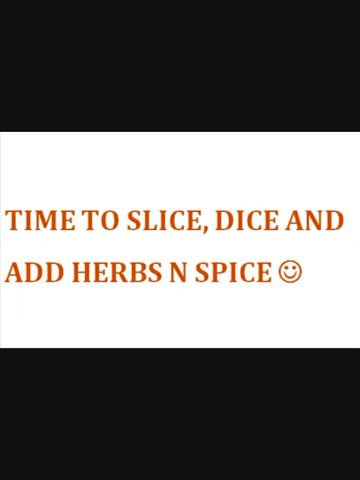 TIME TO SLICE, DICE AND
ADD HERBS N SPICE ☺